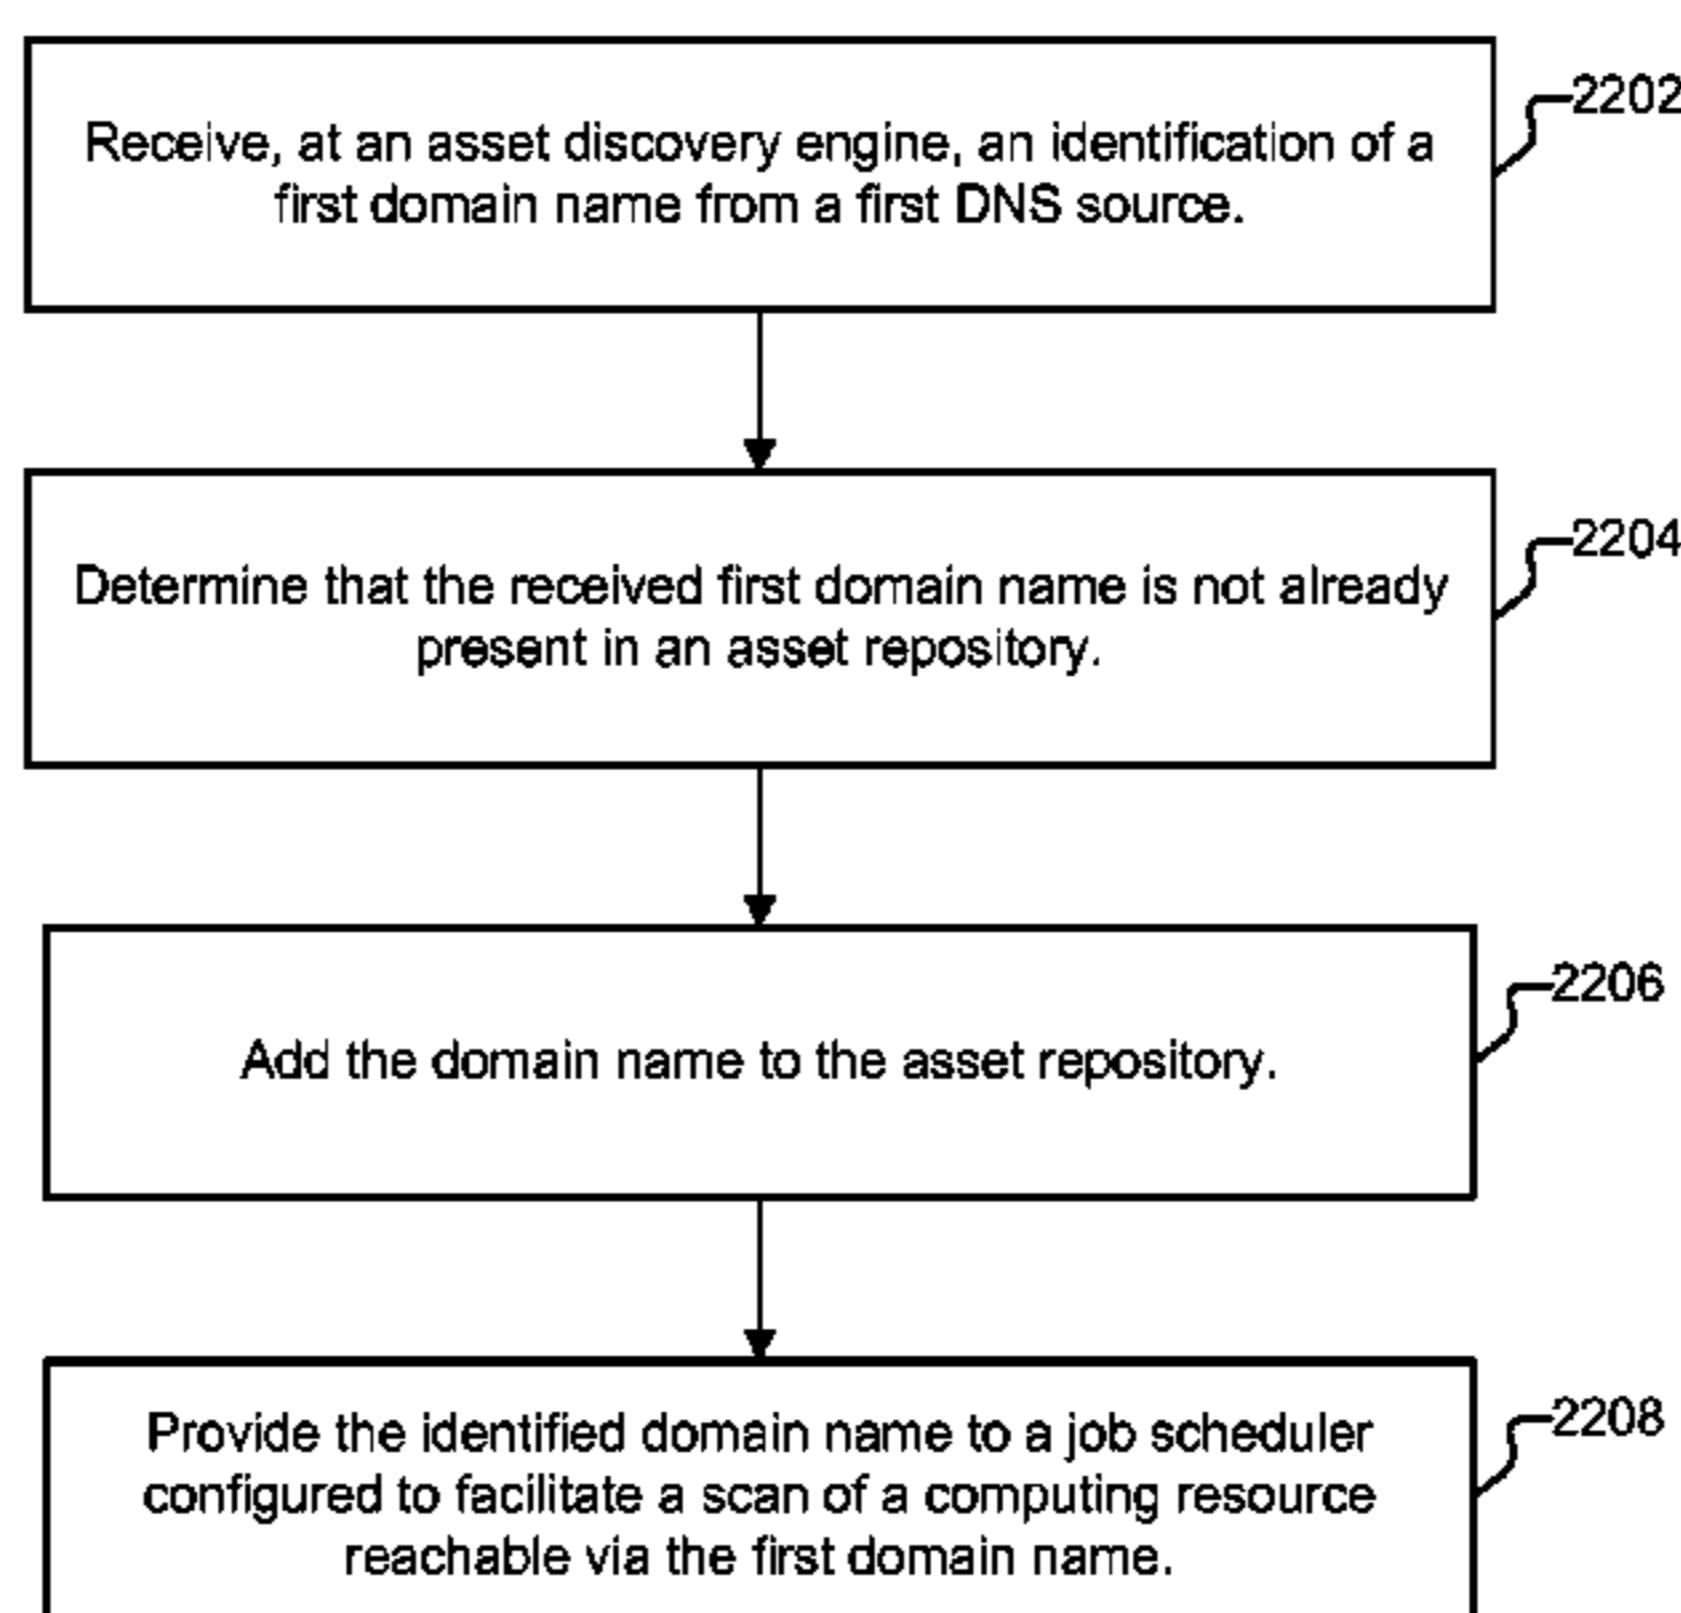 Receive, at an asset discovery engine, an identification of a
first domain name from a first DNS source.
2202
Determine that the received first domain name is not already
present in an asset repository.
2204
Add the domain name to the asset repository.
2206
Provide the identified domain name to a job scheduler
configured to facilitate a scan of a computing resource
reachable via the first domain name.
2208